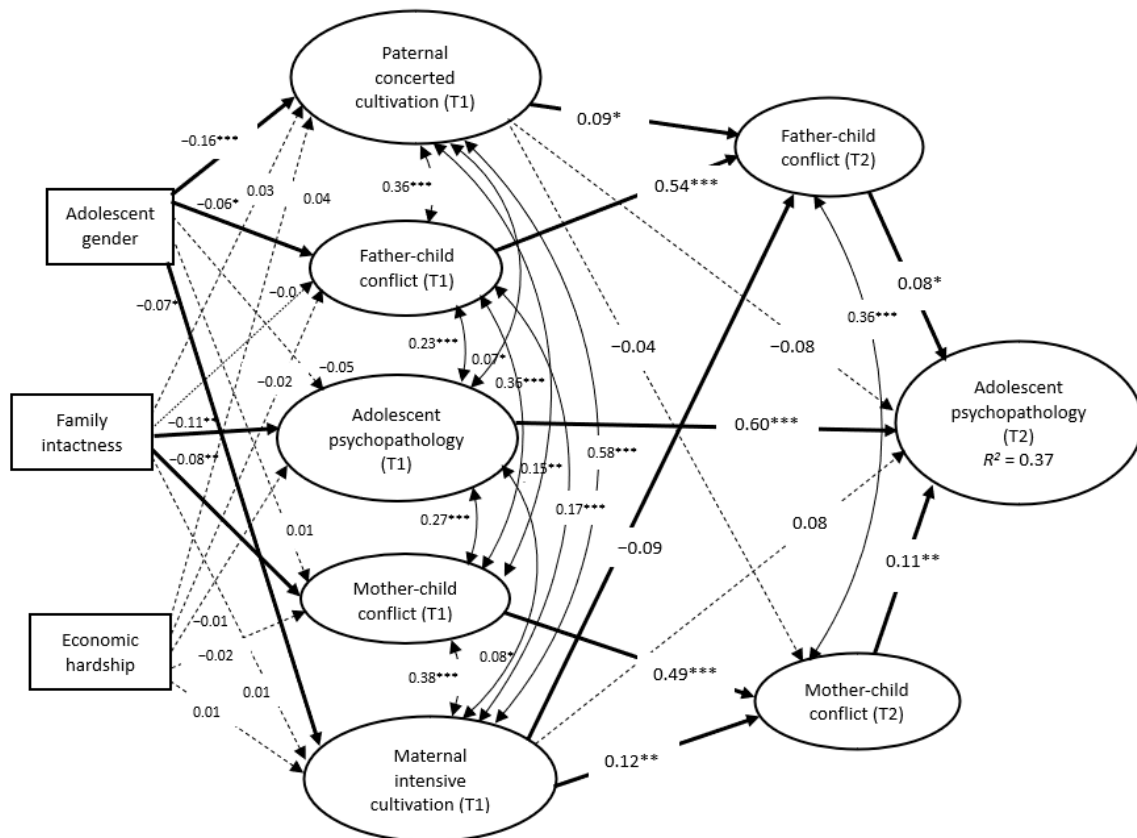 Paternal
concerted
cultivation (T1)
−0.16***
0.03
0.04
0.36***
0.09*
Father-child
conflict (T2)
0.54***
Adolescent
gender
−0.06*
Father-child
conflict (T1)
−0.07*
−0.0
0.08*
0.36***
0.23***
0.07*
0.36***
−0.04
−0.08
−0.02
−0.05
Family
intactness
−0.11**
−0.08**
Adolescent
psychopathology
(T1)
0.60***
Adolescent
psychopathology
(T2)
R² = 0.37
0.15**
0.58***
0.17***
0.27***
0.01
−0.09
0.08
0.11**
Mother-child
conflict (T1)
Economic
hardship
−0.01
−0.02
0.01
0.01
0.38***
0.08*
0.49***
Mother-child
conflict (T2)
0.12**
Maternal
intensive
cultivation (T1)